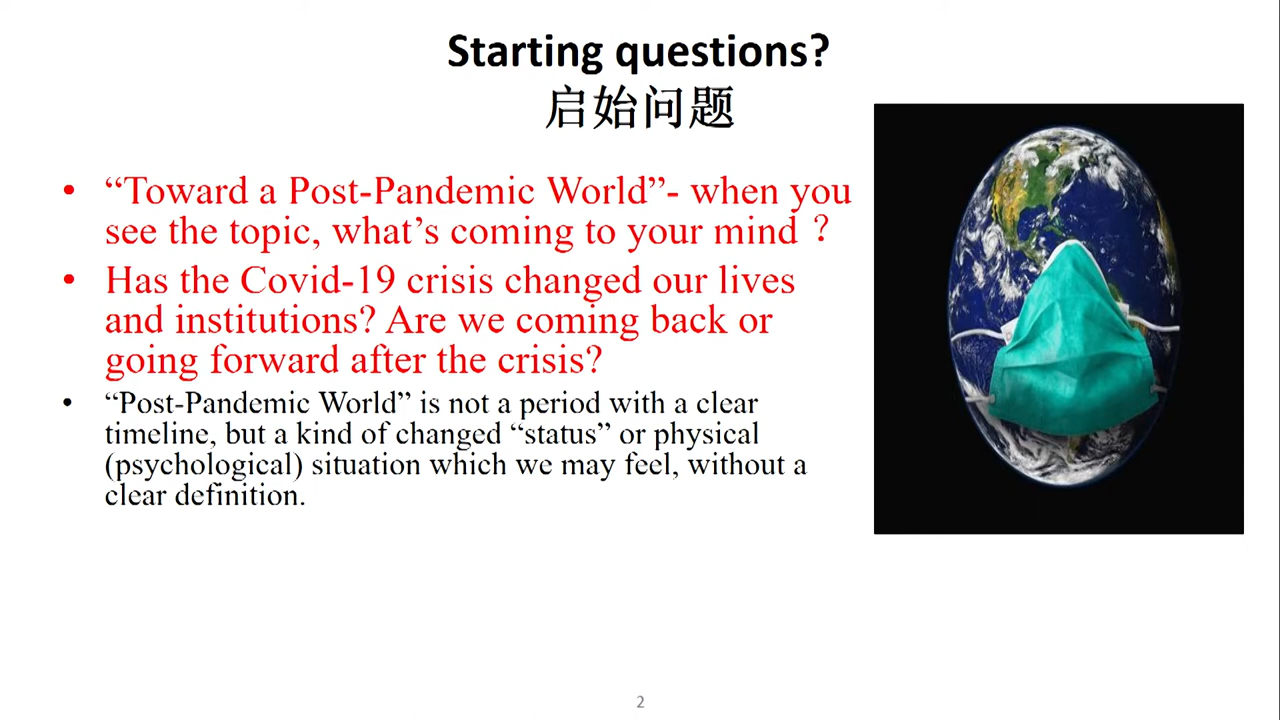 Starting questions?
启始问题
• “Toward a Post-Pandemic World”- when you
see the topic, what’s coming to your mind？
• Has the Covid-19 crisis changed our lives
and institutions? Are we coming back or
going forward after the crisis?
• “Post-Pandemic World” is not a period with a clear
timeline, but a kind of changed “status” or physical
(psychological) situation which we may feel, without a
clear definition.
2